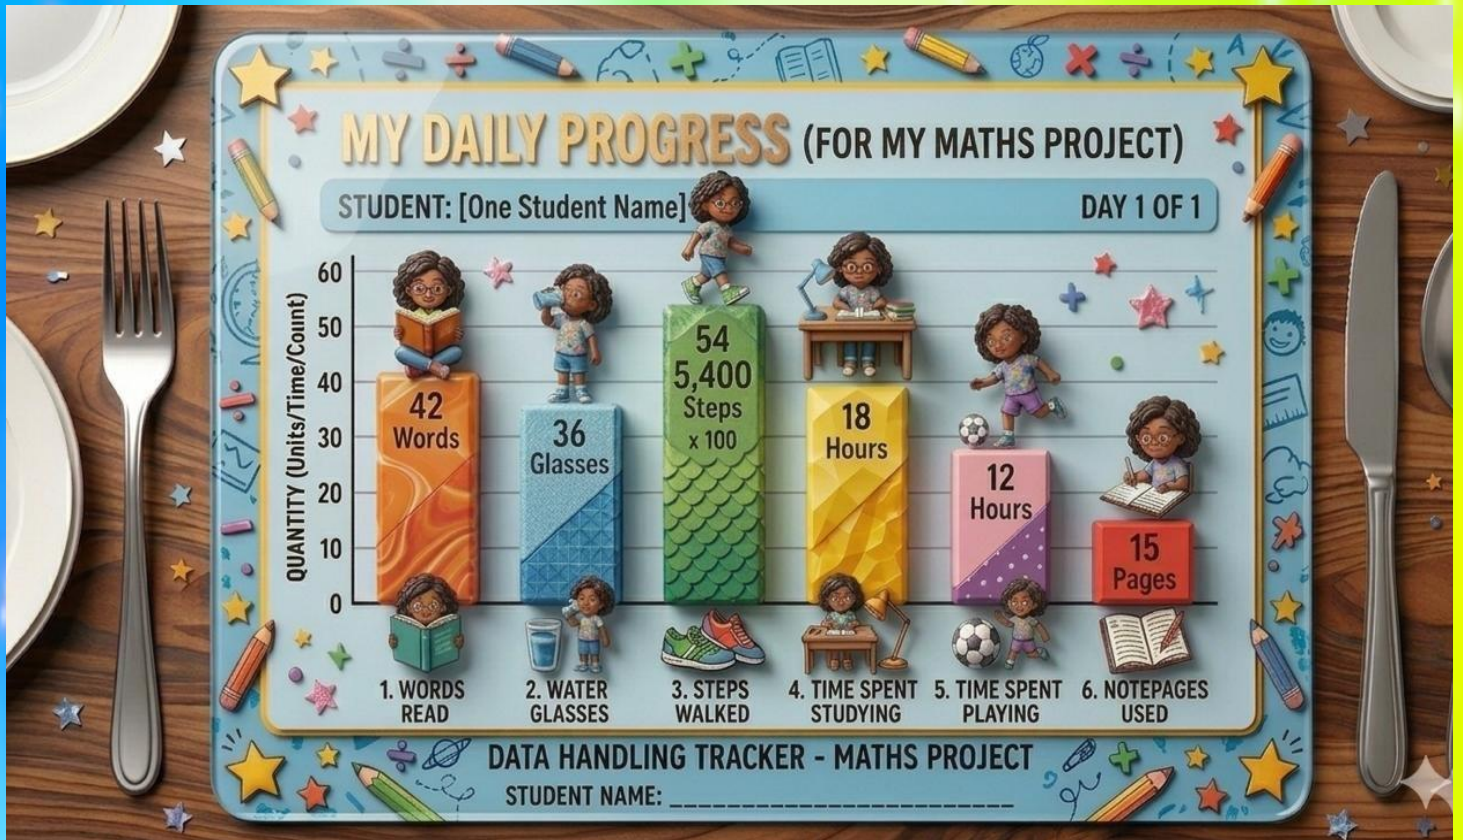 MY DAILY PROGRESS (FOR MY MATHS PROJECT)
STUDENT: [One Student Name]
DAY 1 OF 1
QUANTITY (Units/Time/Count)
60
50
40
30
20
10
0
42
Words
36
Glasses
54
5,400
Steps
x 100
18
Hours
12
Hours
15
Pages
1. WORDS
READ
2. WATER
GLASSES
3. STEPS
WALKED
4. TIME SPENT
STUDYING
5. TIME SPENT
PLAYING
6. NOTEPAGES
USED
DATA HANDLING TRACKER - MATHS PROJECT
STUDENT NAME: __________________________